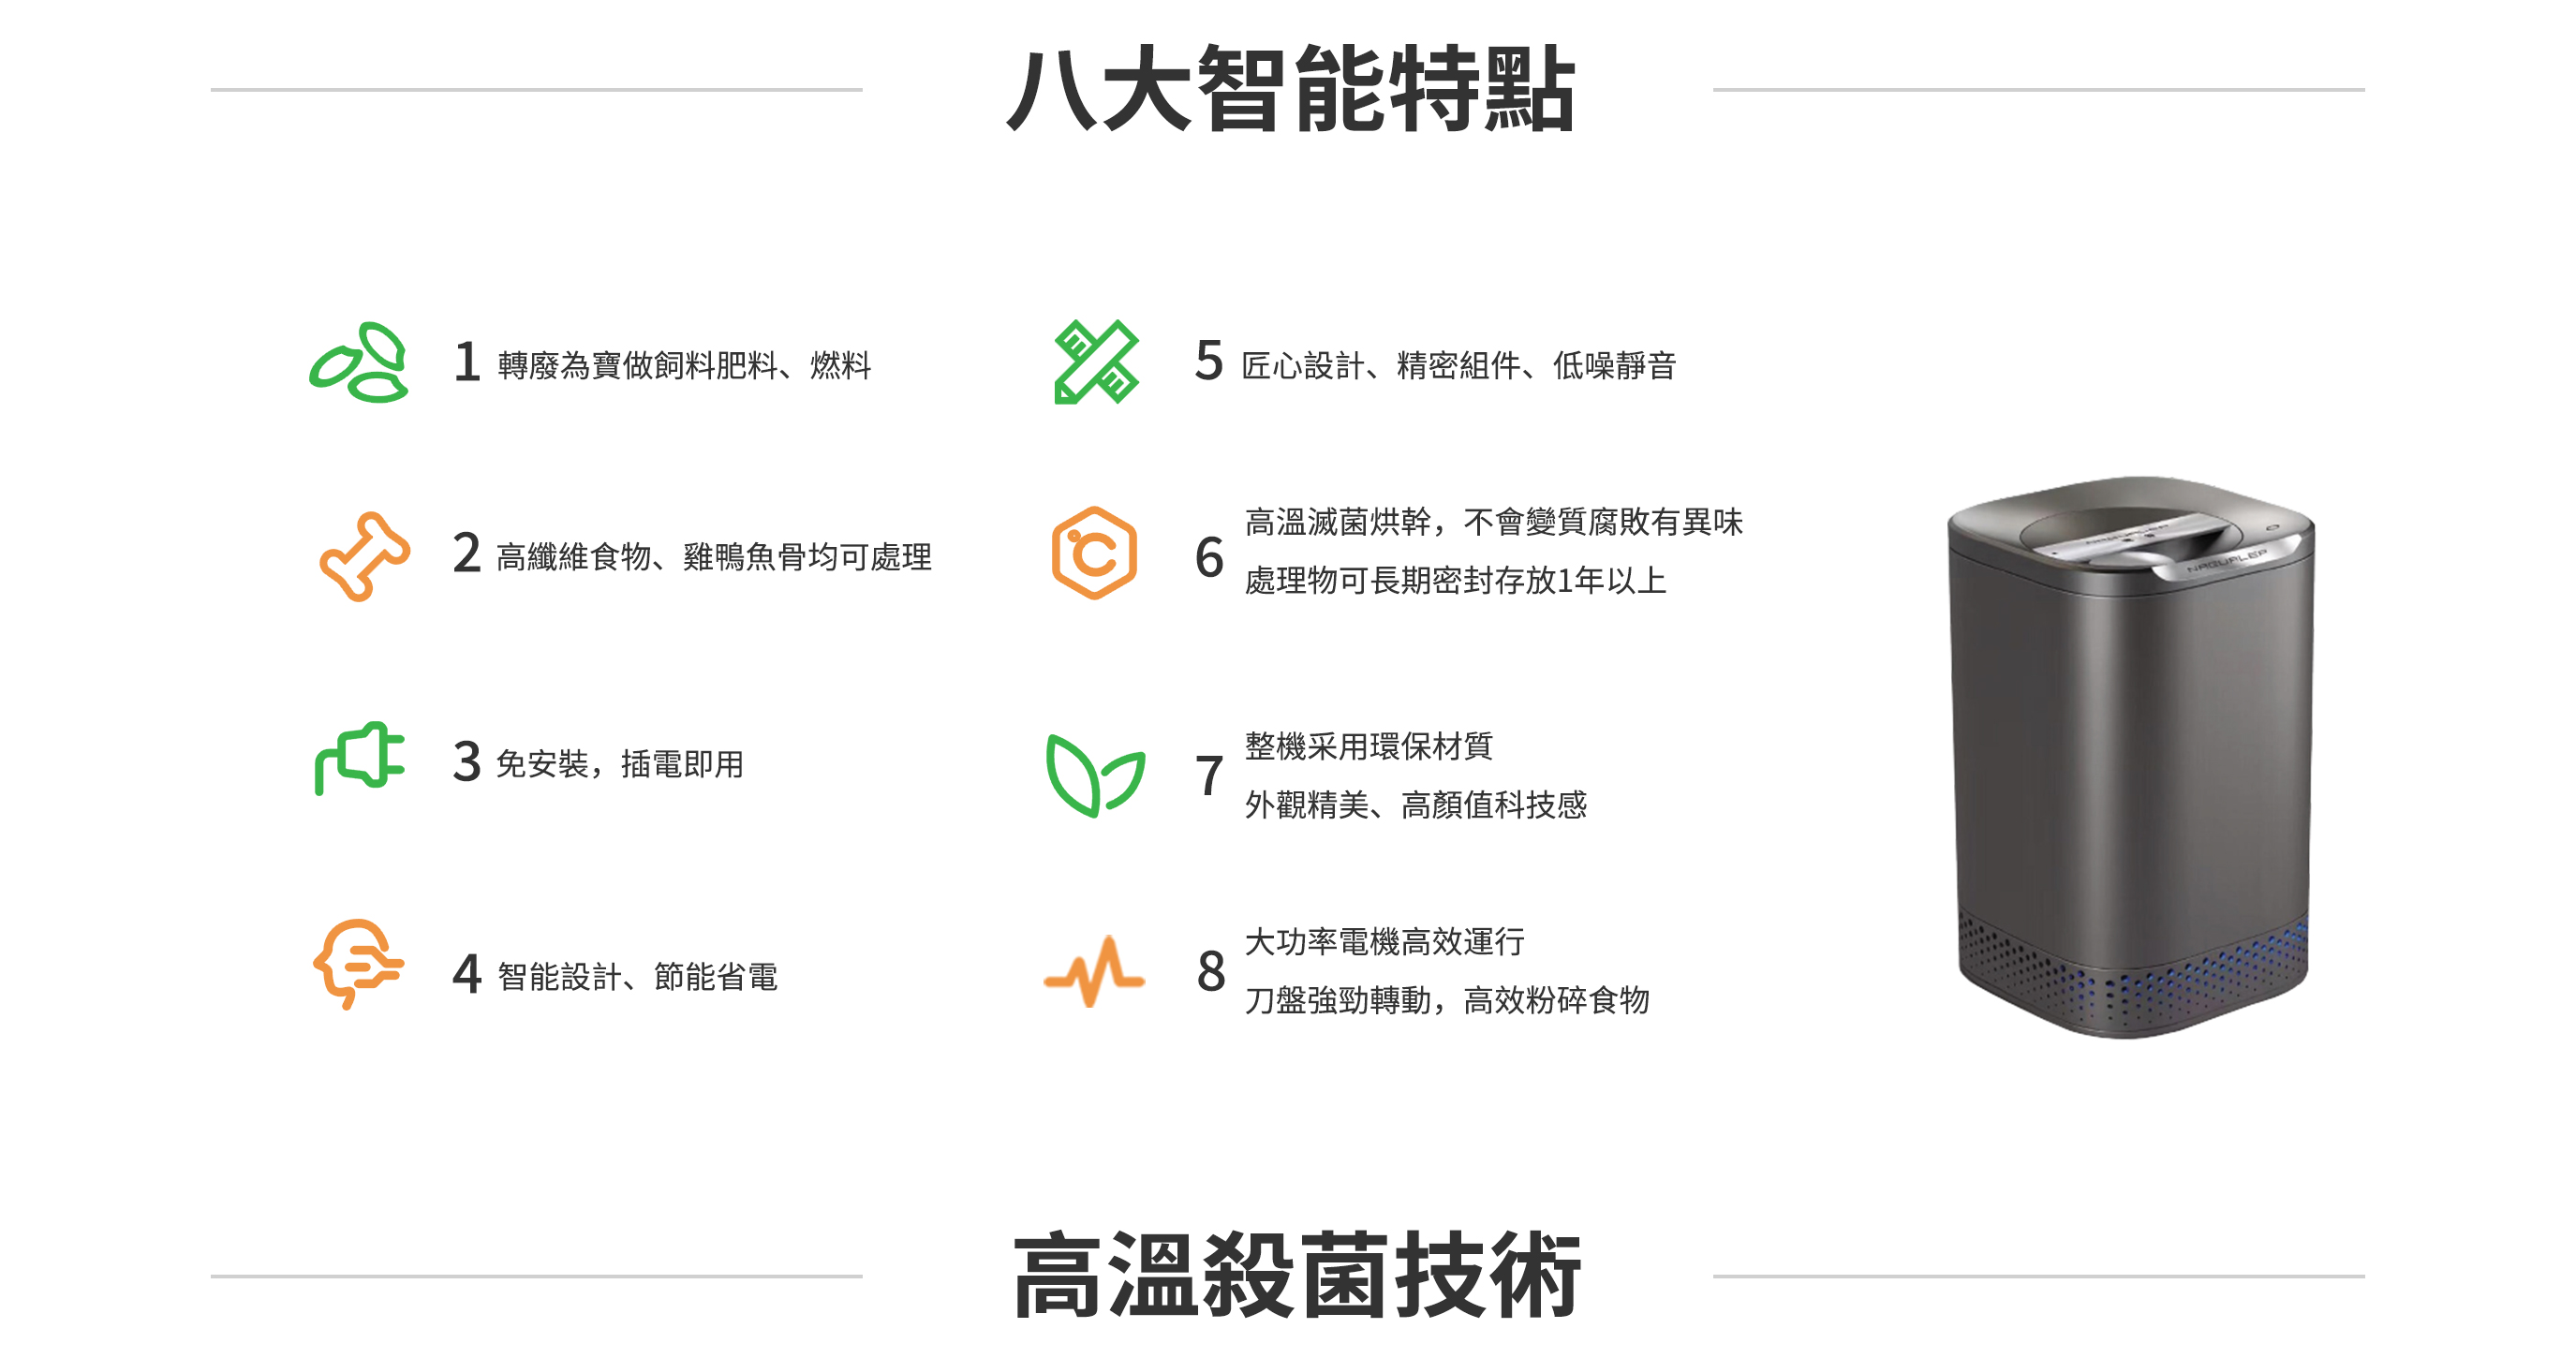 八大智能特點
1 轉廢為寶做飼料肥料、燃料
2 高纖維食物、雞鴨魚骨均可處理
3 免安裝，插電即用
4 智能設計、節能省電
5 匠心設計、精密組件、低噪靜音
6 高溫滅菌烘幹，不會變質腐敗有異味
處理物可長期密封存放1年以上
7 整機采用環保材質
外觀精美、高顏值科技感
8 大功率電機高效運行
刀盤強勁轉動，高效粉碎食物
高溫殺菌技術